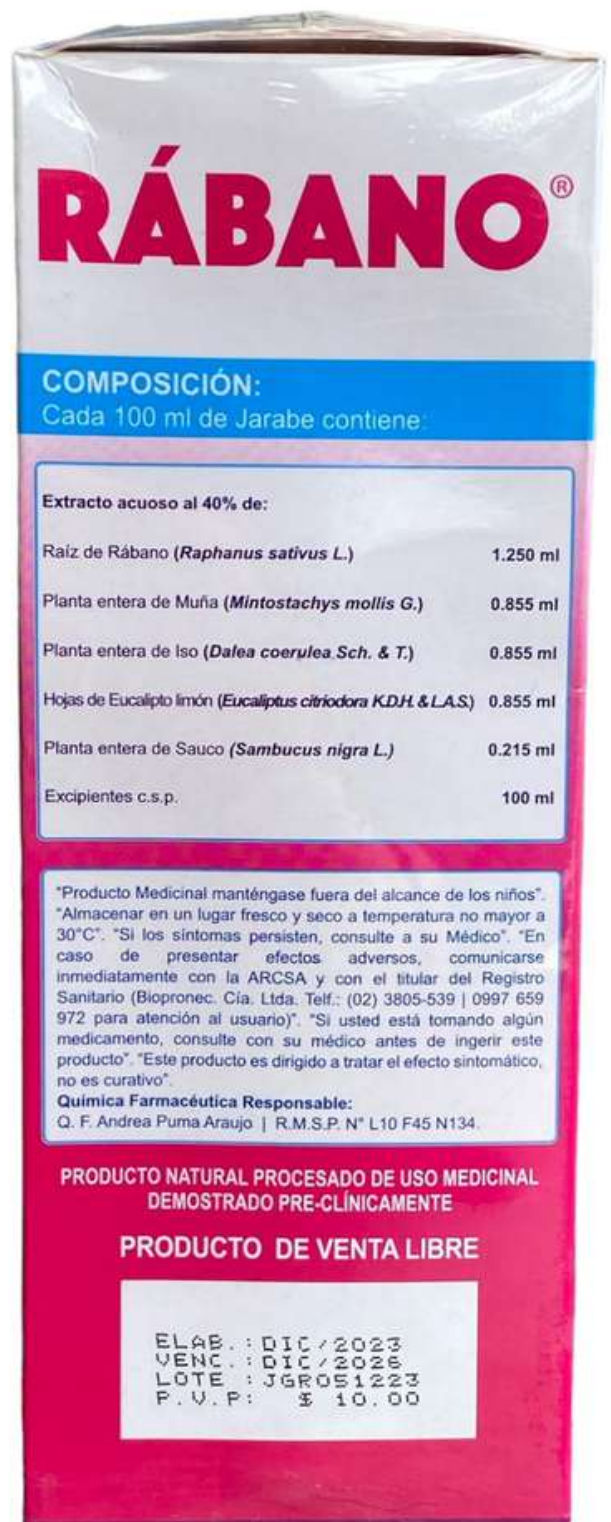 RÁBANO®
COMPOSICIÓN:
Cada 100 ml de Jarabe contiene:
Extracto acuoso al 40% de:
Raíz de Rábano (Raphanus sativus L.) 1.250 ml
Planta entera de Muña (Mintostachys mollis G.) 0.855 ml
Planta entera de Iso (Dalea coerulea Sch. & T.) 0.855 ml
Hojas de Eucalipto limón (Eucaliptus citriodora K.D.H. & L.A.S.) 0.855 ml
Planta entera de Sauco (Sambucus nigra L.) 0.215 ml
Excipientes c.s.p. 100 ml
"Producto Medicinal manténgase fuera del alcance de los niños".
"Almacenar en un lugar fresco y seco a temperatura no mayor a
30°C". "Si los síntomas persisten, consulte a su Médico". "En
caso de presentar efectos adversos, comunicarse
inmediatamente con la ARCSA y con el titular del Registro
Sanitario (Biopronec. Cía. Ltda. Telf.: (02) 3805-539 | 0997 659
972 para atención al usuario)". "Si usted está tomando algún
medicamento, consulte con su médico antes de ingerir este
producto". "Este producto es dirigido a tratar el efecto sintomático,
no es curativo".
Química Farmacéutica Responsable:
Q. F. Andrea Puma Araujo | R.M.S.P. N° L10 F45 N134.
PRODUCTO NATURAL PROCESADO DE USO MEDICINAL
DEMOSTRADO PRE-CLÍNICAMENTE
PRODUCTO DE VENTA LIBRE
ELAB.:DIC/2023
VENC.:DIC/2026
LOTE :JGR051223
P.V.P: $ 10.00